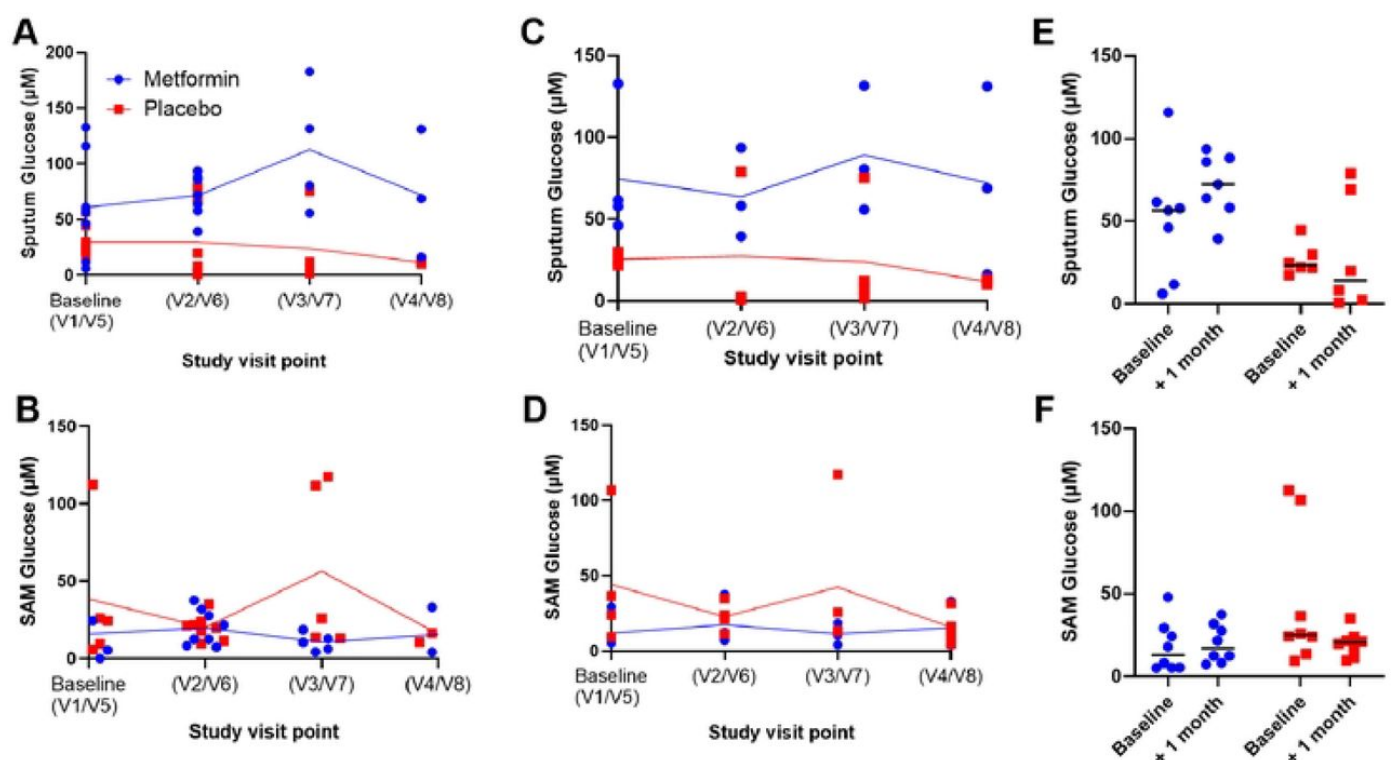 A
Sputum Glucose (µM)
200
150
100
50
0
Metformin
Placebo
Baseline
(V1/V5)
(V2/V6)
(V3/V7)
(V4/V8)
Study visit point
C
Sputum Glucose (µM)
150
100
50
0
Baseline
(V1/V5)
(V2/V6)
(V3/V7)
(V4/V8)
Study visit point
E
Sputum Glucose (µM)
150
100
50
0
Baseline
+ 1 month
Baseline
+ 1 month
B
SAM Glucose (µM)
150
100
50
0
Baseline
(V1/V5)
(V2/V6)
(V3/V7)
(V4/V8)
Study visit point
D
SAM Glucose (µM)
150
100
50
0
Baseline
(V1/V5)
(V2/V6)
(V3/V7)
(V4/V8)
Study visit point
F
SAM Glucose (µM)
150
100
50
0
Baseline
+ 1 month
Baseline
+ 1 month